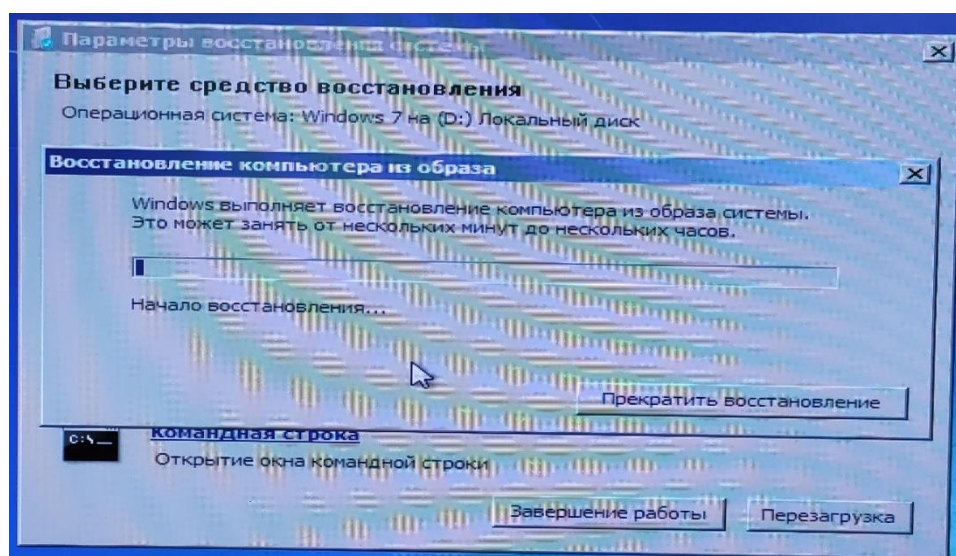 Параметры восстановления системы
Выберите средство восстановления
Операционная система: Windows 7 на (D:) Локальный диск
Восстановление компьютера из образа
Windows выполняет восстановление компьютера из образа системы.
Это может занять от нескольких минут до нескольких часов.
Начало восстановления...
Прекратить восстановление
C:\
Командная строка
Открытие окна командной строки
Завершение работы
Перезагрузка